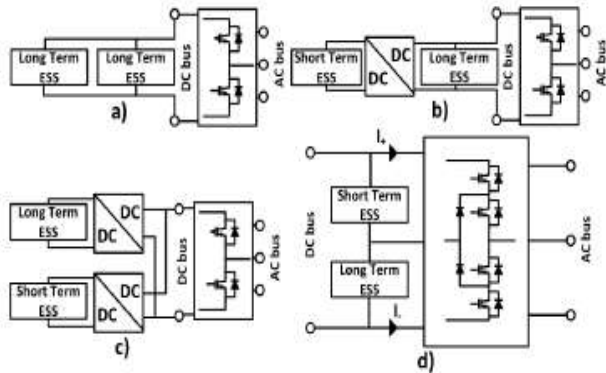 Long Term
ESS
Long Term
ESS
DC bus
AC bus
a)
Short Term
ESS
DC
DC
Long Term
ESS
DC bus
AC bus
b)
Long Term
ESS
DC
DC
Short Term
ESS
DC
DC
DC bus
AC bus
c)
I+
Short Term
ESS
DC bus
Long Term
ESS
I-
AC bus
d)